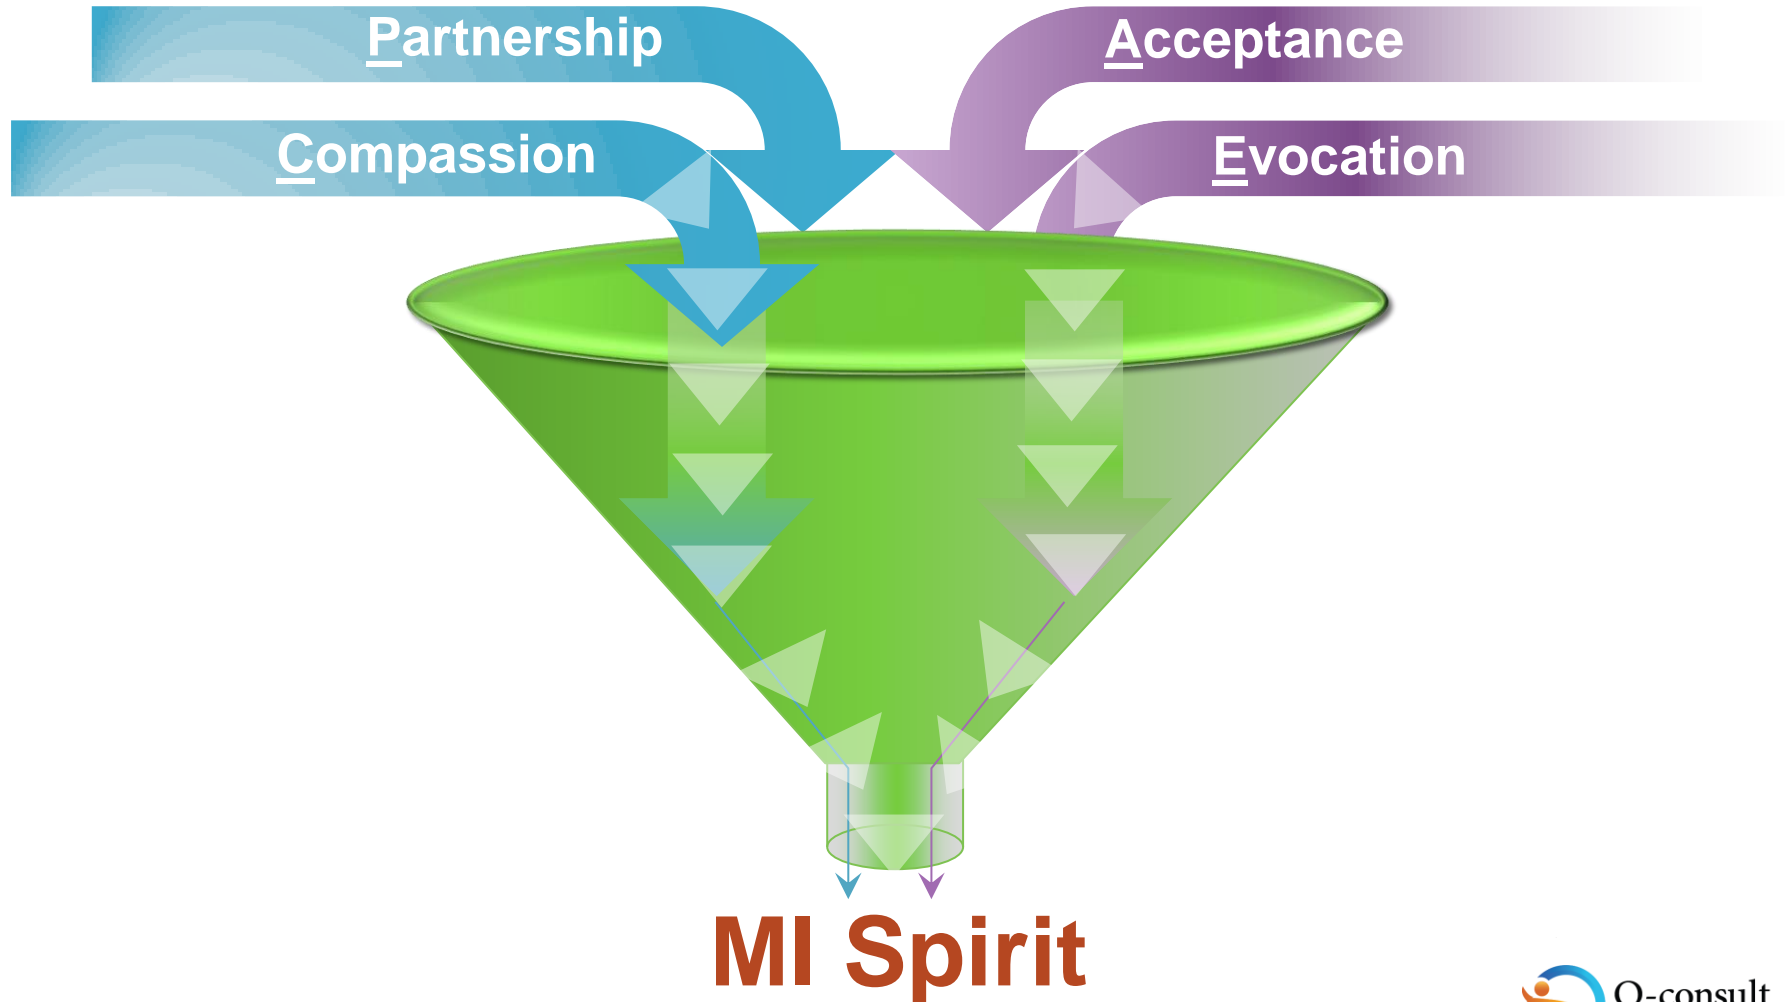 Partnership
Acceptance
Compassion
Evocation
MI Spirit
Q-consult